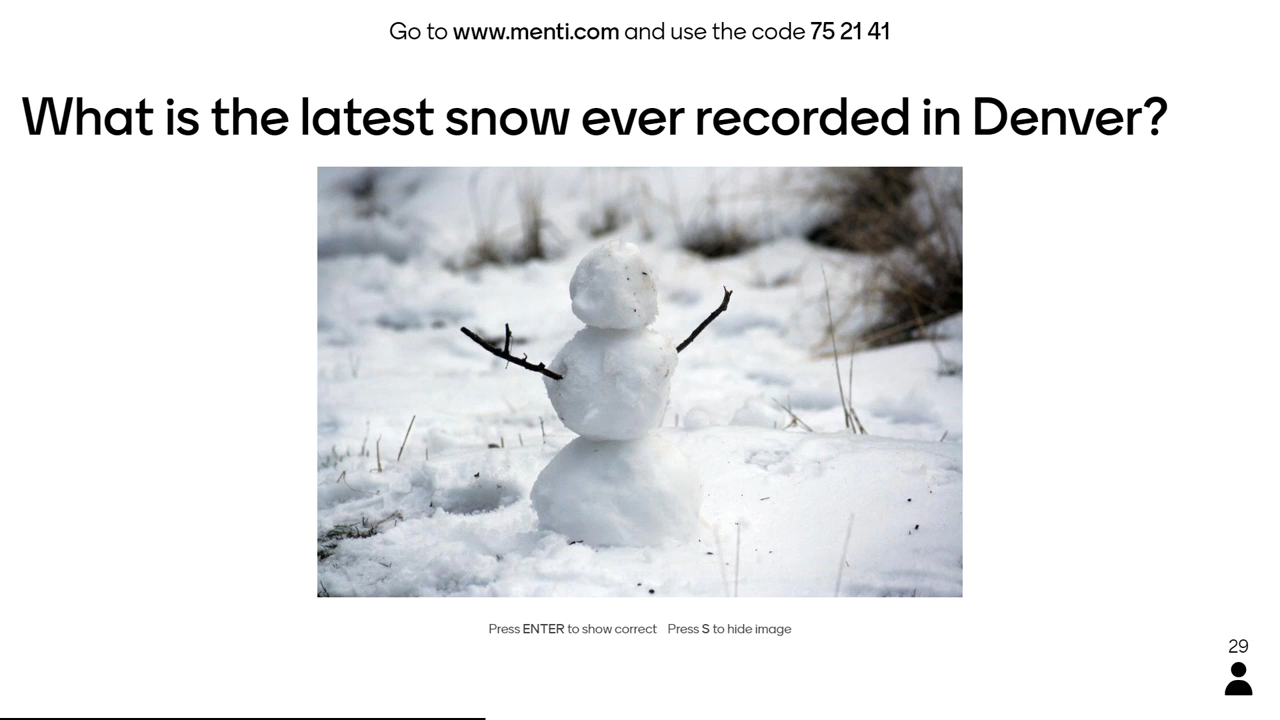 Go to www.menti.com and use the code 75 21 41
What is the latest snow ever recorded in Denver?
Press ENTER to show correct Press S to hide image
29